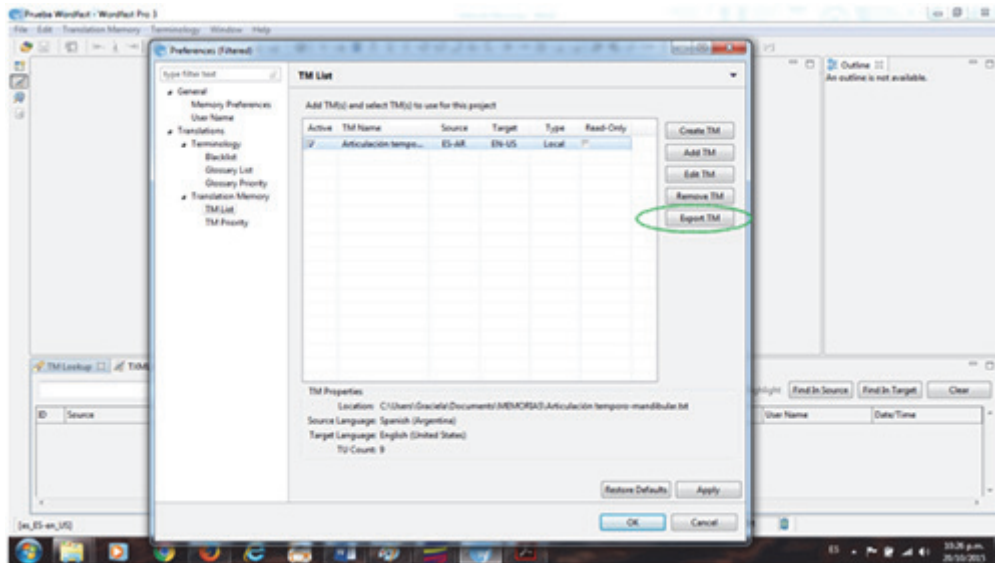 Prueba Wordfast - Wordfast Pro 3
File Edit Translation Memory Terminology Window Help
Preferences (Filtered)
type filter text
TM List
General
Memory Preferences
User Name
Translations
Terminology
Blacklist
Glossary List
Glossary Priority
Translation Memory
TM List
TM Priority
Add TM(s) and select TM(s) to use for this project
Active TM Name Source Target Type Read-Only
Articulación tempo... ES-AR EN-US Local
Create TM
Add TM
Edit TM
Remove TM
Export TM
TM Properties
Location: C:\Users\Graciela\Documents\MEMORIAS\Articulación temporo-mandibular.txt
Source Language: Spanish (Argentina)
Target Language: English (United States)
TU Count: 9
Restore Defaults Apply
OK Cancel
Outline
An outline is not available.
TM Lookup TXML
Find In Source Find In Target Clear
ID Source User Name Date/Time
[es_ES-en_US]
ES 10:26 p.m.
20/10/2015